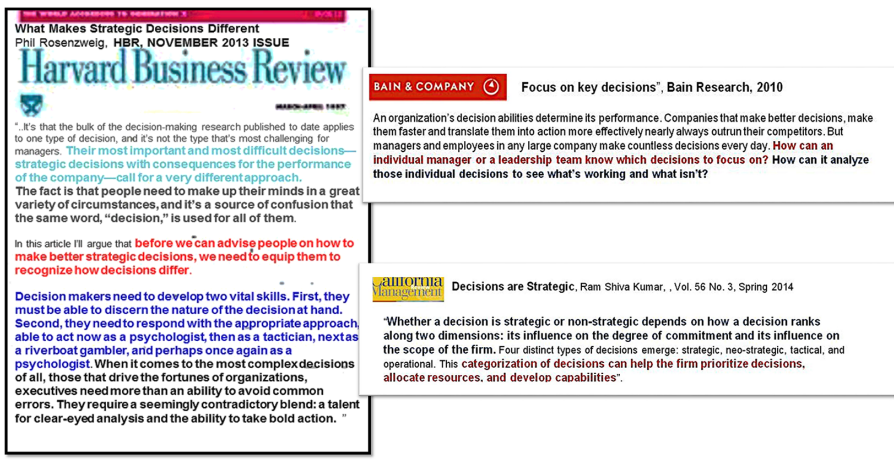 What Makes Strategic Decisions Different
Phil Rosenzweig, HBR, NOVEMBER 2013 ISSUE
Harvard Business Review
MARCH-APRIL 1997
"..It's that the bulk of the decision-making research published to date applies
to one type of decision, and it's not the type that's most challenging for
managers. Their most important and most difficult decisions—
strategic decisions with consequences for the performance
of the company—call for a very different approach.
The fact is that people need to make up their minds in a great
variety of circumstances, and it's a source of confusion that
the same word, "decision," is used for all of them.
In this article I'll argue that before we can advise people on how to
make better strategic decisions, we need to equip them to
recognize how decisions differ.
Decision makers need to develop two vital skills. First, they
must be able to discern the nature of the decision at hand.
Second, they need to respond with the appropriate approach,
able to act now as a psychologist, then as a tactician, next as
a riverboat gambler, and perhaps once again as a
psychologist. When it comes to the most complex decisions
of all, those that drive the fortunes of organizations,
executives need more than an ability to avoid common
errors. They require a seemingly contradictory blend: a talent
for clear-eyed analysis and the ability to take bold action. "
BAIN & COMPANY
Focus on key decisions", Bain Research, 2010
An organization's decision abilities determine its performance. Companies that make better decisions, make
them faster and translate them into action more effectively nearly always outrun their competitors. But
managers and employees in any large company make countless decisions every day. How can an
individual manager or a leadership team know which decisions to focus on? How can it analyze
those individual decisions to see what's working and what isn't?
California
Management
Decisions are Strategic, Ram Shiva Kumar, , Vol. 56 No. 3, Spring 2014
"Whether a decision is strategic or non-strategic depends on how a decision ranks
along two dimensions: its influence on the degree of commitment and its influence on
the scope of the firm. Four distinct types of decisions emerge: strategic, neo-strategic, tactical, and
operational. This categorization of decisions can help the firm prioritize decisions,
allocate resources, and develop capabilities".